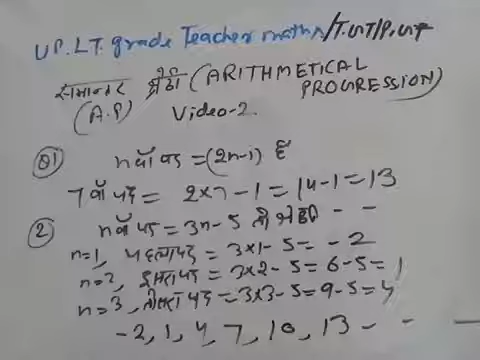 U.P.L.T. grade Teacher maths/T.GT/P.GT
समान्तर श्रेढ़ी (ARITHMETICAL
(A.P) PROGRESSION)
Video-2.
Q1 nवाँ पद = (2n-1) है
7 वाँ पद = 2×7-1 = 14-1 = 13
2 nवाँ पद = 3n-5 तो श्रेढ़ी - -
n=1, पहला पद = 3×1-5 = -2
n=2, दूसरा पद = 3×2-5 = 6-5 = 1
n=3, तीसरा पद = 3×3-5 = 9-5 = 4
-2, 1, 4, 7, 10, 13 - - —